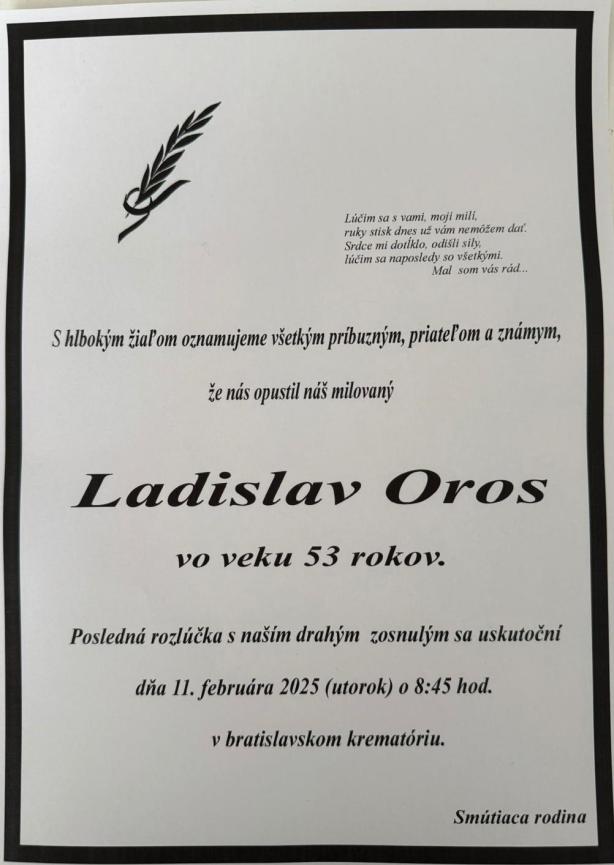 Lúčim sa s vami, moji milí,
ruky stisk dnes už vám nemôžem dať.
Srdce mi dotĺklo, odišli sily,
lúčim sa naposledy so všetkými.
Mal som vás rád...
S hlbokým žiaľom oznamujeme všetkým príbuzným, priateľom a známym,
že nás opustil náš milovaný
Ladislav Oros
vo veku 53 rokov.
Posledná rozlúčka s naším drahým zosnulým sa uskutoční
dňa 11. februára 2025 (utorok) o 8:45 hod.
v bratislavskom krematóriu.
Smútiaca rodina